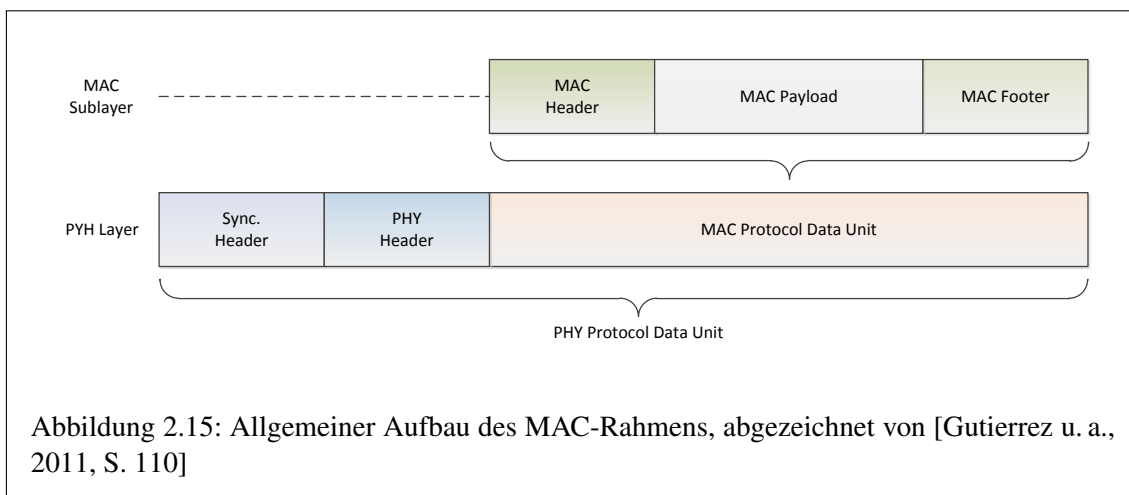 MAC
Sublayer
MAC
Header
MAC Payload
MAC Footer
PYH Layer
Sync.
Header
PHY
Header
MAC Protocol Data Unit
PHY Protocol Data Unit
Abbildung 2.15: Allgemeiner Aufbau des MAC-Rahmens, abgezeichnet von [Gutierrez u. a.,
2011, S. 110]